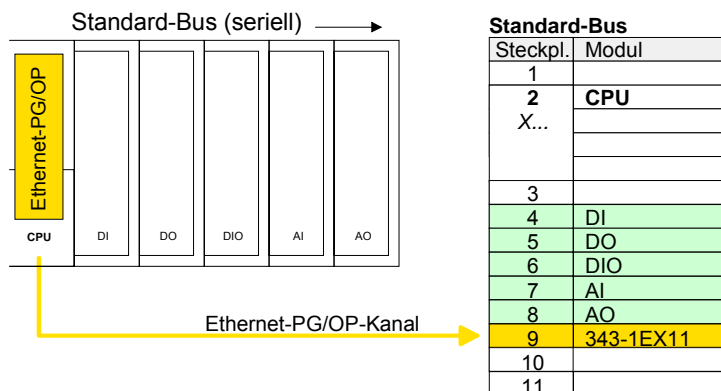 Standard-Bus (seriell)
Ethernet-PG/OP
CPU
DI
DO
DIO
AI
AO
Ethernet-PG/OP-Kanal
Standard-Bus
Steckpl. Modul
1
2 CPU
X...
3
4 DI
5 DO
6 DIO
7 AI
8 AO
9 343-1EX11
10
11